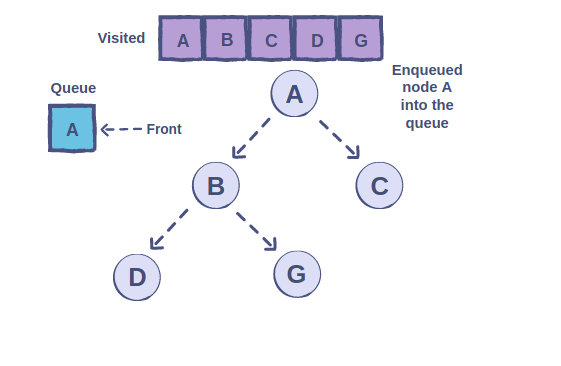 Visited
A B C D G
Enqueued
node A
into the
queue
Queue
A
Front
A
B
C
D
G